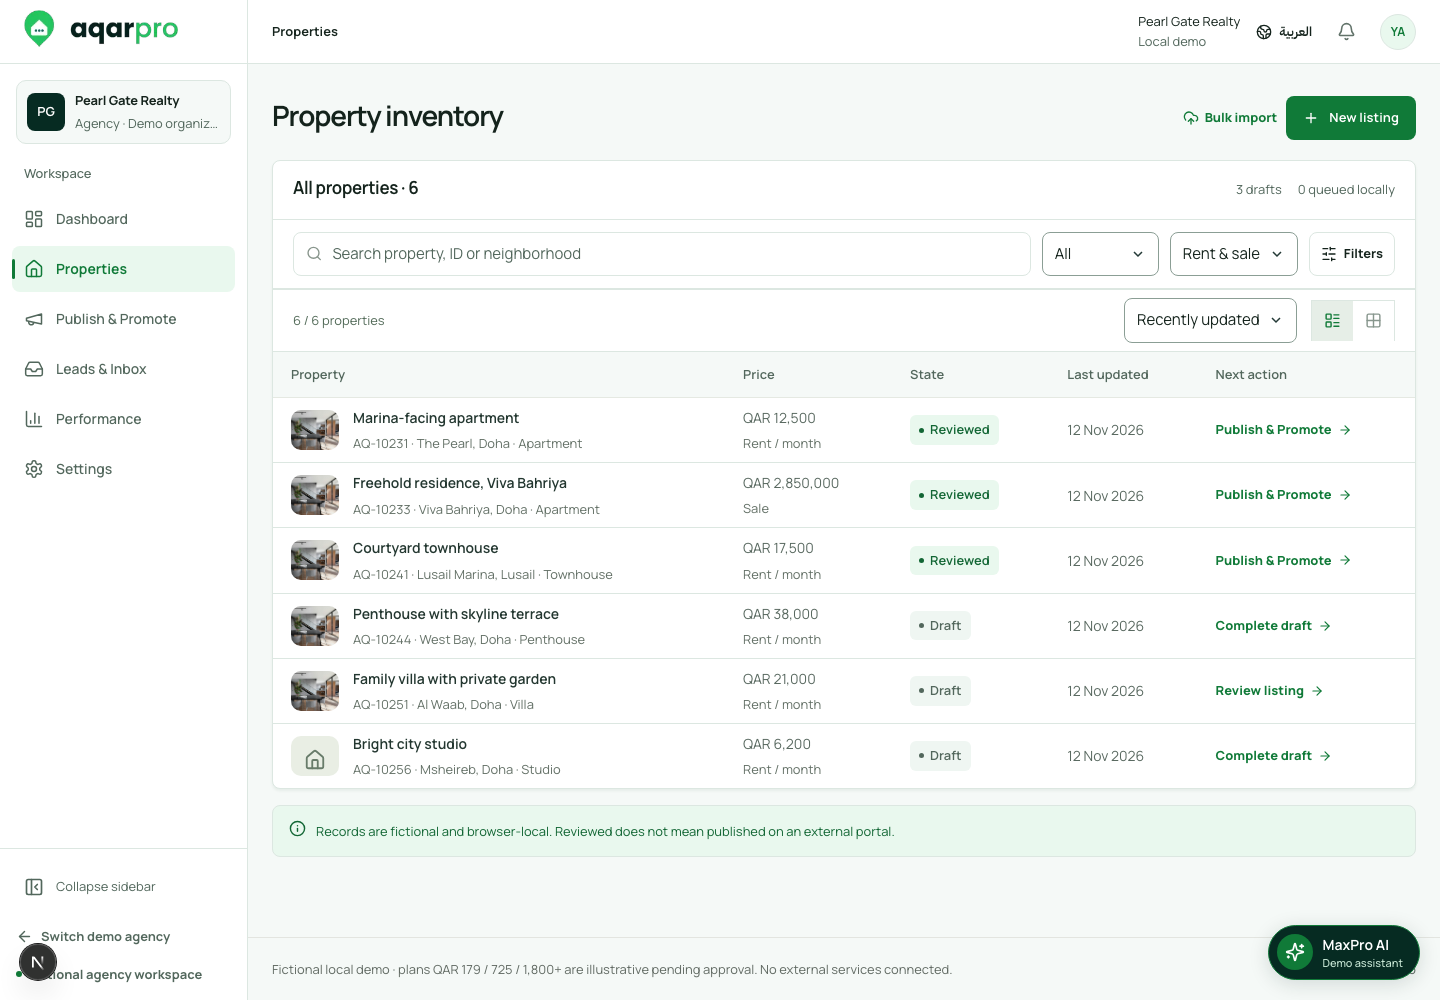 aqarpro
Properties
Pearl Gate Realty
Local demo
العربية
YA
PG
Pearl Gate Realty
Agency · Demo organiz...
Workspace
Dashboard
Properties
Publish & Promote
Leads & Inbox
Performance
Settings
Collapse sidebar
Switch demo agency
ional agency workspace
N
Property inventory
Bulk import
New listing
All properties · 6
3 drafts
0 queued locally
Search property, ID or neighborhood
All
Rent & sale
Filters
6 / 6 properties
Recently updated
Property Price State Last updated Next action
Marina-facing apartment
AQ-10231 · The Pearl, Doha · Apartment
QAR 12,500
Rent / month
Reviewed
12 Nov 2026
Publish & Promote
Freehold residence, Viva Bahriya
AQ-10233 · Viva Bahriya, Doha · Apartment
QAR 2,850,000
Sale
Reviewed
12 Nov 2026
Publish & Promote
Courtyard townhouse
AQ-10241 · Lusail Marina, Lusail · Townhouse
QAR 17,500
Rent / month
Reviewed
12 Nov 2026
Publish & Promote
Penthouse with skyline terrace
AQ-10244 · West Bay, Doha · Penthouse
QAR 38,000
Rent / month
Draft
12 Nov 2026
Complete draft
Family villa with private garden
AQ-10251 · Al Waab, Doha · Villa
QAR 21,000
Rent / month
Draft
12 Nov 2026
Review listing
Bright city studio
AQ-10256 · Msheireb, Doha · Studio
QAR 6,200
Rent / month
Draft
12 Nov 2026
Complete draft
Records are fictional and browser-local. Reviewed does not mean published on an external portal.
Fictional local demo · plans QAR 179 / 725 / 1,800+ are illustrative pending approval. No external services connected.
MaxPro AI
Demo assistant